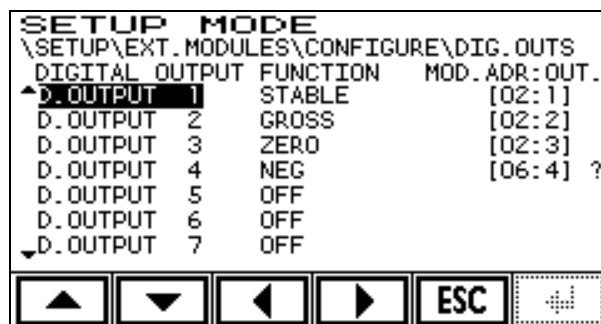 SETUP MODE
\SETUP\EXT.MODULES\CONFIGURE\DIG.OUTS
DIGITAL OUTPUT FUNCTION MOD.ADR:OUT.
D.OUTPUT 1 STABLE [02:1]
D.OUTPUT 2 GROSS [02:2]
D.OUTPUT 3 ZERO [02:3]
D.OUTPUT 4 NEG [06:4] ?
D.OUTPUT 5 OFF
D.OUTPUT 6 OFF
D.OUTPUT 7 OFF
ESC